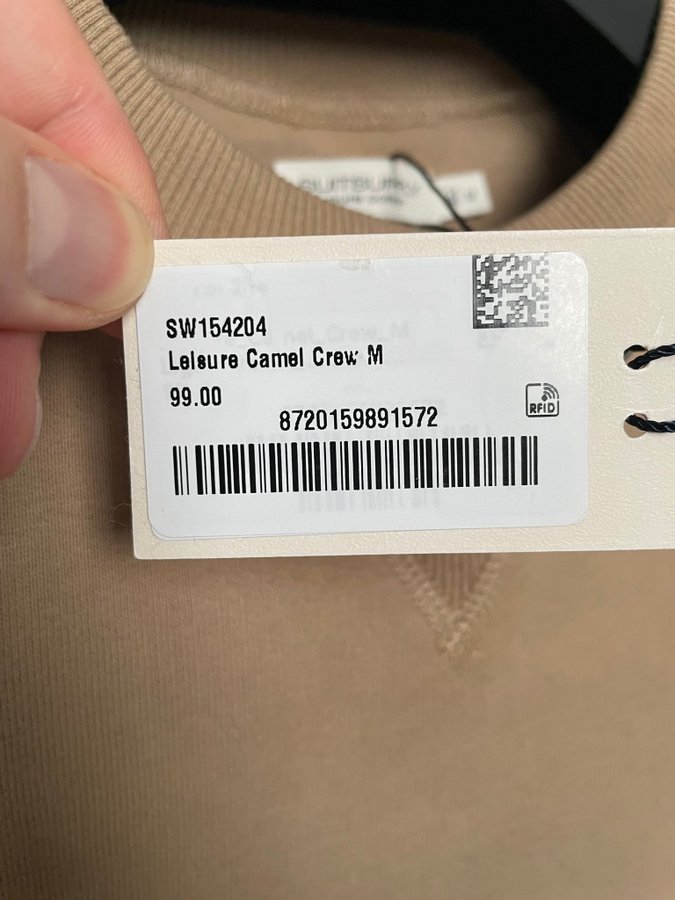 SW154204
Leisure Camel Crew M
99.00
RFID
8720159891572